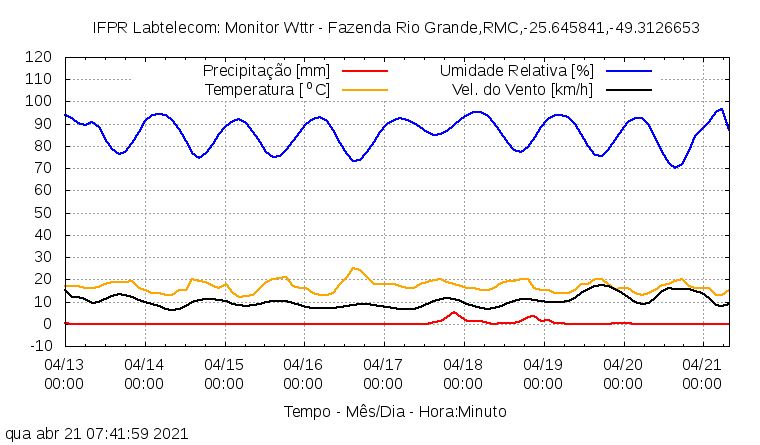 IFPR Labtelecom: Monitor Wttr - Fazenda Rio Grande,RMC,-25.645841,-49.3126653
120
110
100
90
80
70
60
50
40
30
20
10
0
-10
Precipitação [mm]
Umidade Relativa [%]
Temperatura [⁰C]
Vel. do Vento [km/h]
04/13 04/14 04/15 04/16 04/17 04/18 04/19 04/20 04/21
00:00 00:00 00:00 00:00 00:00 00:00 00:00 00:00 00:00
Tempo - Mês/Dia - Hora:Minuto
qua abr 21 07:41:59 2021